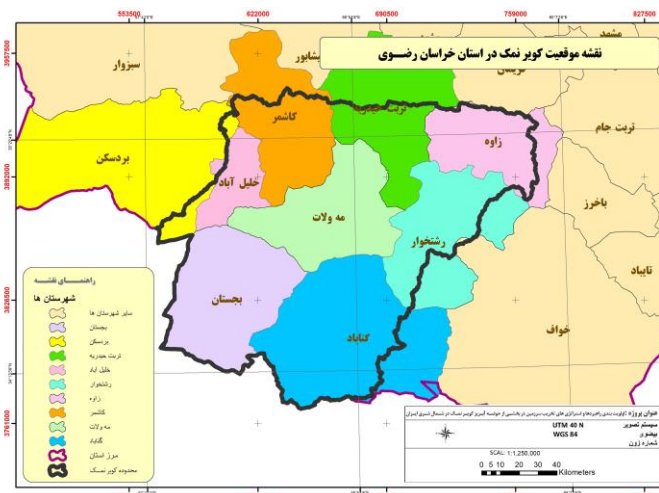 553500 622000 690500 759000 827500
نقشه موقعیت کویر نمک در استان خراسان رضوی
3957500
3892000
3826500
3761000
مشهد
سبزوار
کاشمر
تربت حیدریه
زاوه
تربت جام
بردسکن
خلیل آباد
مه ولات
باخرز
رشتخوار
تایباد
بجستان
خواف
گناباد
راهنمای نقشه
شهرستان ها
سایر شهرستان ها
بجستان
بردسکن
تربت حیدریه
خلیل آباد
رشتخوار
زاوه
کاشمر
مه ولات
گناباد
مرز استان
محدوده کویر نمک
سیستم تصویر UTM 40 N
بیضوی WGS 84
شماره زون
SCALE: 1:1,250,000
0 5 10 20 30 40
Kilometers